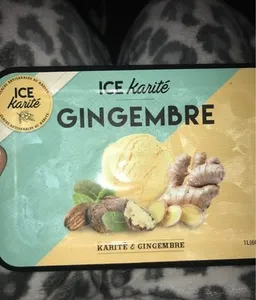 ICE
Karité
ICE Karité
GINGEMBRE
KARITÉ & GINGEMBRE